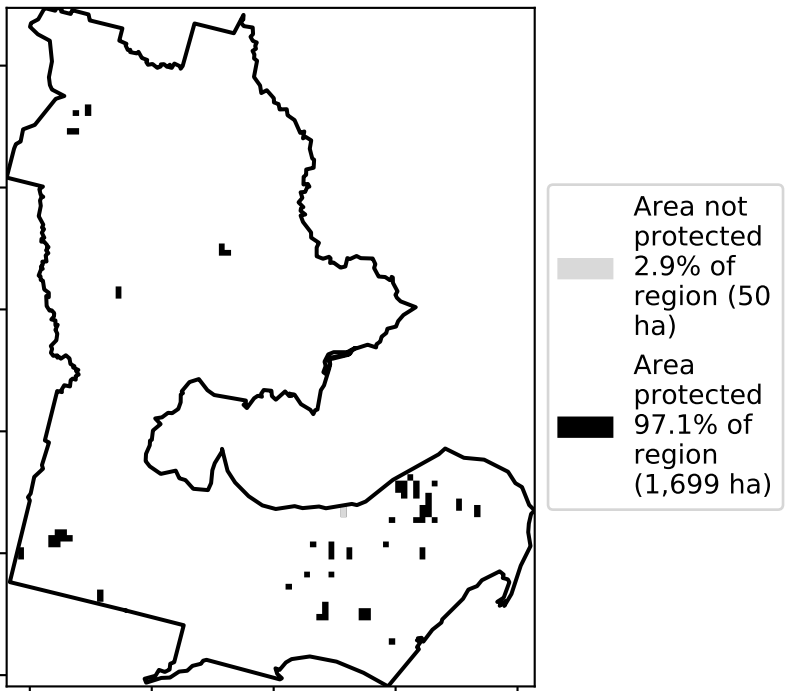 Area not
protected
2.9% of
region (50
ha)
Area
protected
97.1% of
region
(1,699 ha)